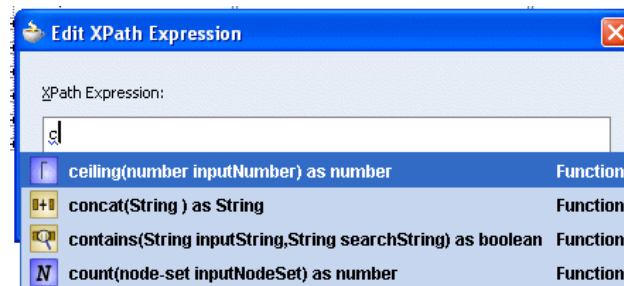 Edit XPath Expression
XPath Expression:
c
ceiling(number inputNumber) as number Function
concat(String ) as String Function
contains(String inputString,String searchString) as boolean Function
N count(node-set inputNodeSet) as number Function